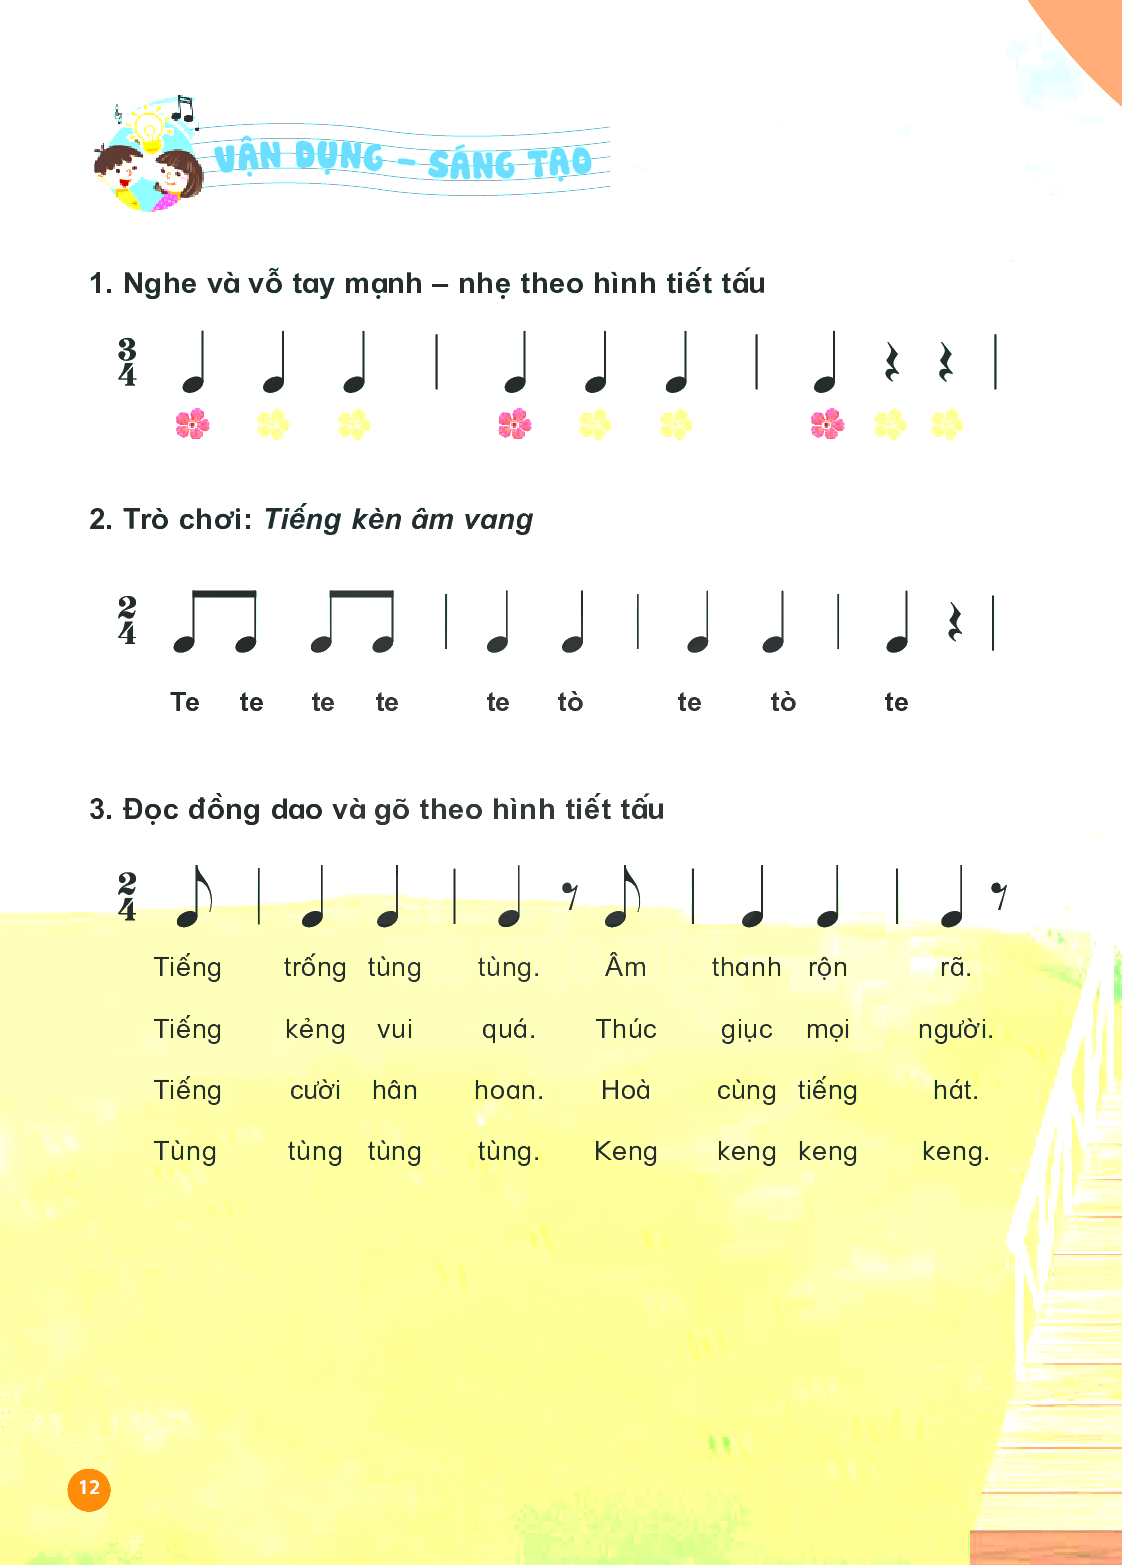 VẬN DỤNG – SÁNG TẠO
1. Nghe và vỗ tay mạnh – nhẹ theo hình tiết tấu
3
4
2. Trò chơi: Tiếng kèn âm vang
2
4
Te te te te te tò te tò te
3. Đọc đồng dao và gõ theo hình tiết tấu
2
4
Tiếng trống tùng tùng. Âm thanh rộn rã.
Tiếng kẻng vui quá. Thúc giục mọi người.
Tiếng cười hân hoan. Hoà cùng tiếng hát.
Tùng tùng tùng tùng. Keng keng keng keng.
12